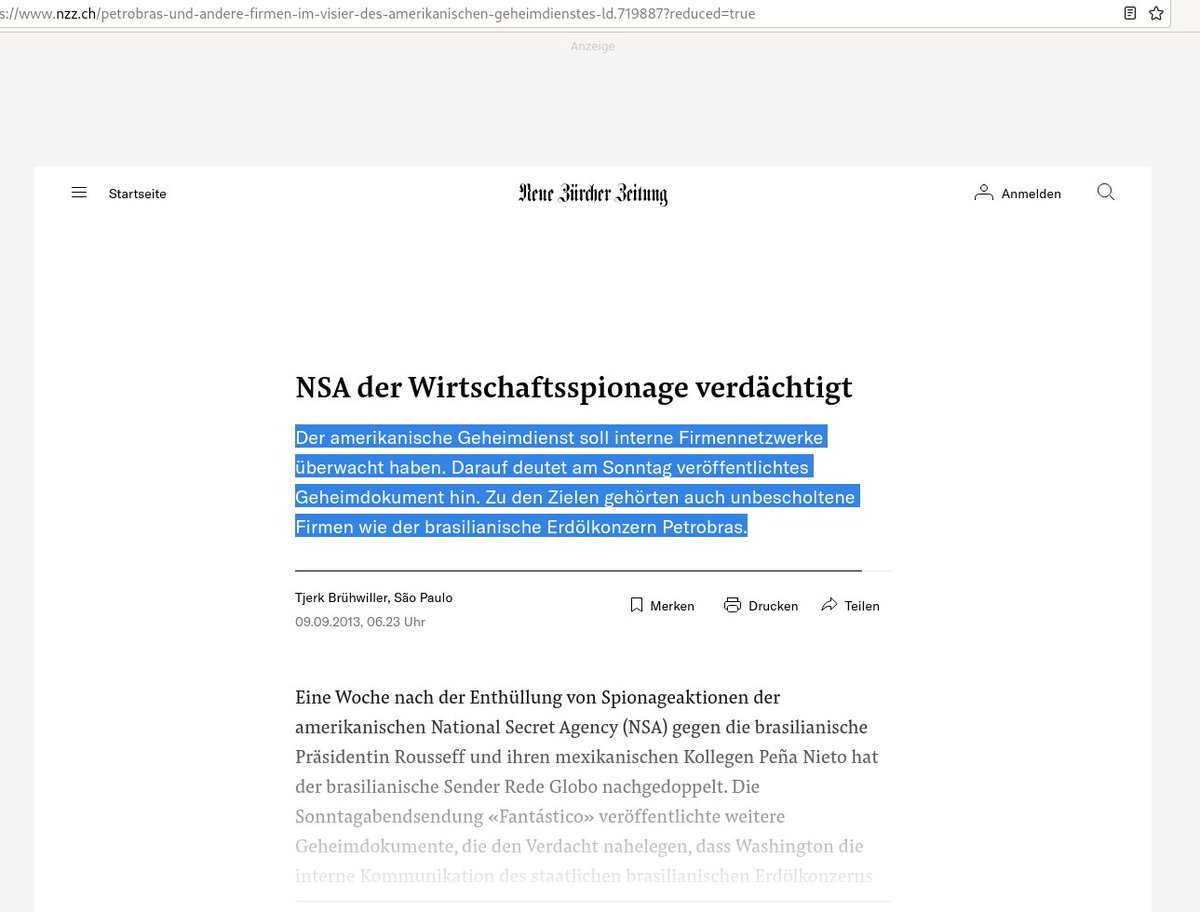 s://www.nzz.ch/petrobras-und-andere-firmen-im-visier-des-amerikanischen-geheimdienstes-ld.719887?reduced=true
Anzeige
Startseite
Neue Zürcher Zeitung
Anmelden
NSA der Wirtschaftsspionage verdächtigt
Der amerikanische Geheimdienst soll interne Firmennetzwerke
überwacht haben. Darauf deutet am Sonntag veröffentlichtes
Geheimdokument hin. Zu den Zielen gehörten auch unbescholtene
Firmen wie der brasilianische Erdölkonzern Petrobras.
Tjerk Brühwiller, São Paulo
09.09.2013, 06.23 Uhr
Merken
Drucken
Teilen
Eine Woche nach der Enthüllung von Spionageaktionen der
amerikanischen National Secret Agency (NSA) gegen die brasilianische
Präsidentin Rousseff und ihren mexikanischen Kollegen Peña Nieto hat
der brasilianische Sender Rede Globo nachgedoppelt. Die
Sonntagabendsendung «Fantástico» veröffentlichte weitere
Geheimdokumente, die den Verdacht nahelegen, dass Washington die
interne Kommunikation des staatlichen brasilianischen Erdölkonzerns